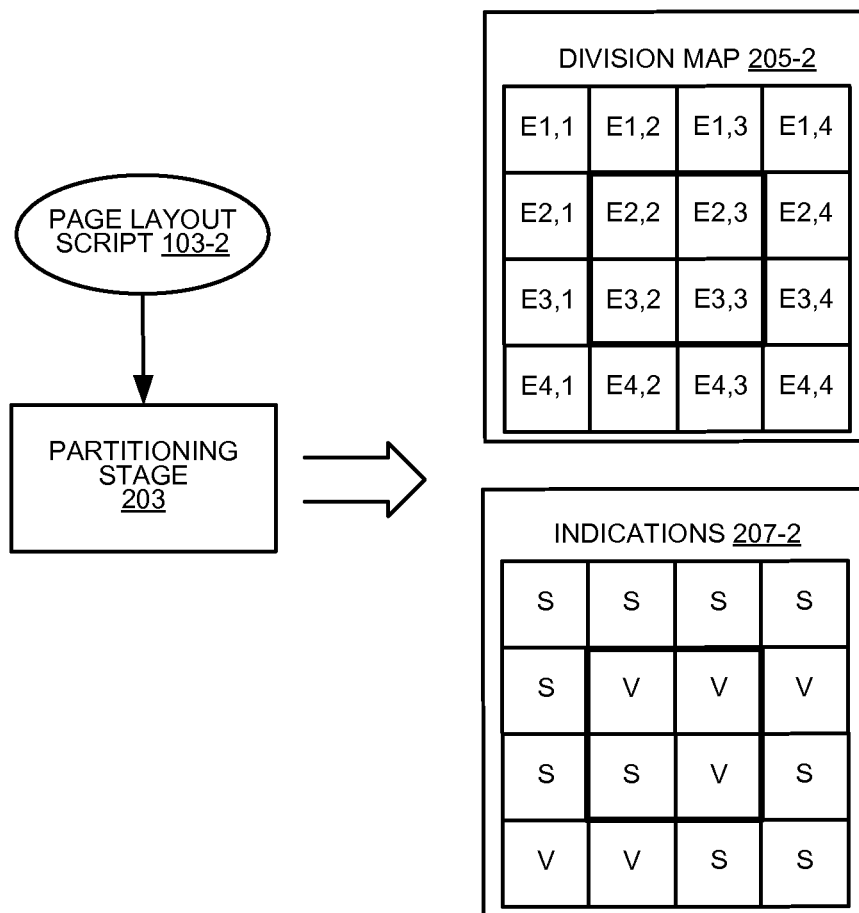 PAGE LAYOUT
SCRIPT 103-2
PARTITIONING
STAGE
203
DIVISION MAP 205-2
E1,1 E1,2 E1,3 E1,4
E2,1 E2,2 E2,3 E2,4
E3,1 E3,2 E3,3 E3,4
E4,1 E4,2 E4,3 E4,4
INDICATIONS 207-2
S S S S
S V V V
S S V S
V V S S